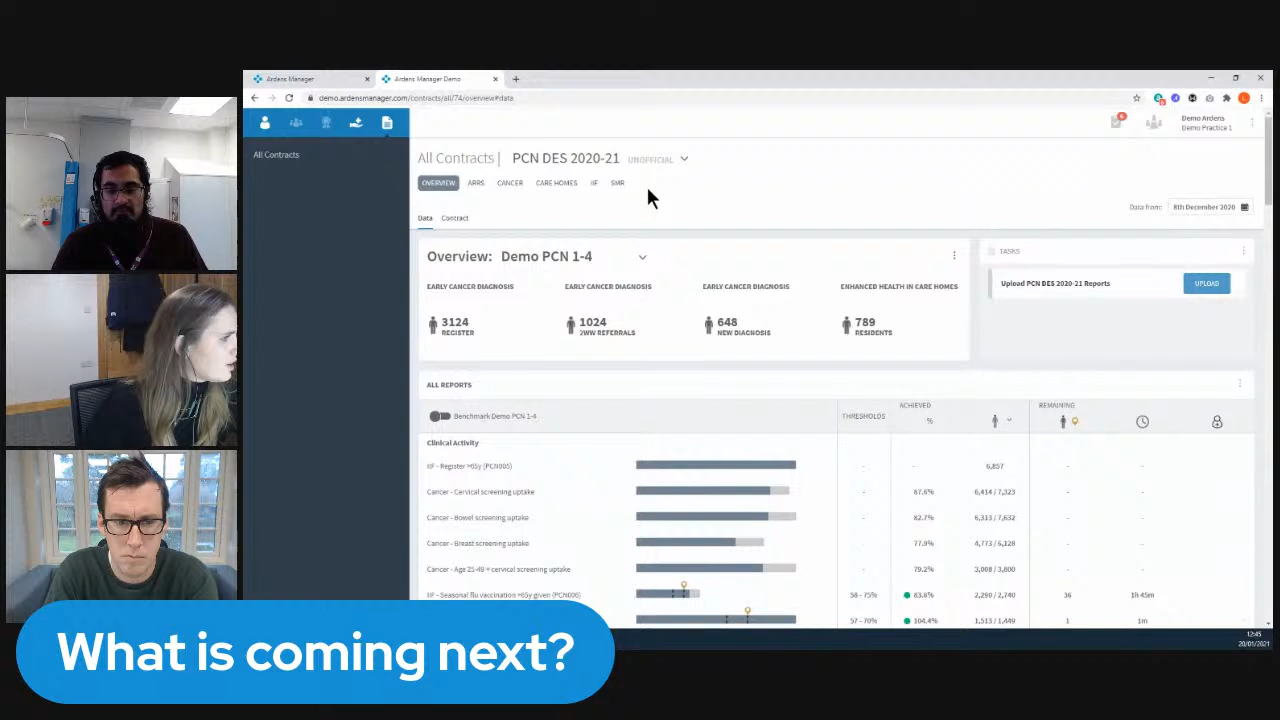 Ardens Manager
Ardens Manager Demo
demo.ardensmanager.com/contracts/all/74/overview#data
6
Demo Ardens
Demo Practice 1
All Contracts
All Contracts | PCN DES 2020-21 UNOFFICIAL
OVERVIEW ARRS CANCER CARE HOMES IIF SMR
Data from: 8th December 2020
Data Contract
Overview: Demo PCN 1-4
TASKS
Upload PCN DES 2020-21 Reports UPLOAD
EARLY CANCER DIAGNOSIS EARLY CANCER DIAGNOSIS EARLY CANCER DIAGNOSIS ENHANCED HEALTH IN CARE HOMES
3124 1024 648 789
REGISTER 2WW REFERRALS NEW DIAGNOSIS RESIDENTS
ALL REPORTS
Benchmark Demo PCN 1-4 THRESHOLDS ACHIEVED % REMAINING
Clinical Activity
IIF - Register >65y (PCN005) - - 6,857 - - -
Cancer - Cervical screening uptake - 87.6% 6,414 / 7,323 - - -
Cancer - Bowel screening uptake - 82.7% 6,313 / 7,632 - - -
Cancer - Breast screening uptake - 77.9% 4,773 / 6,128 - - -
Cancer - Age 25-49 + cervical screening uptake - 79.2% 3,008 / 3,800 - - -
IIF - Seasonal flu vaccination >65y given (PCN006) 58 - 75% 83.6% 2,290 / 2,740 36 1h 45m
57 - 70% 104.4% 1,513 / 1,449 1 1m
12:45
20/01/2021
What is coming next?